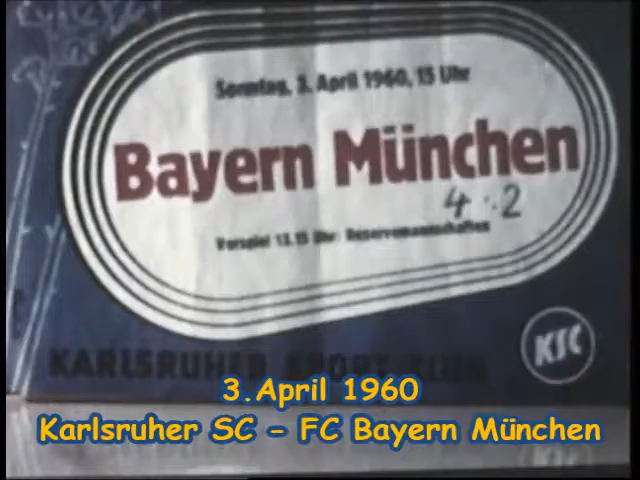 Sonntag, 3. April 1960, 15 Uhr
Bayern München
4:2
Vorspiel 13.15 Uhr: Reservemannschaften
KSC
KARLSRUHER SPORT-CLUB
3.April 1960
Karlsruher SC - FC Bayern München